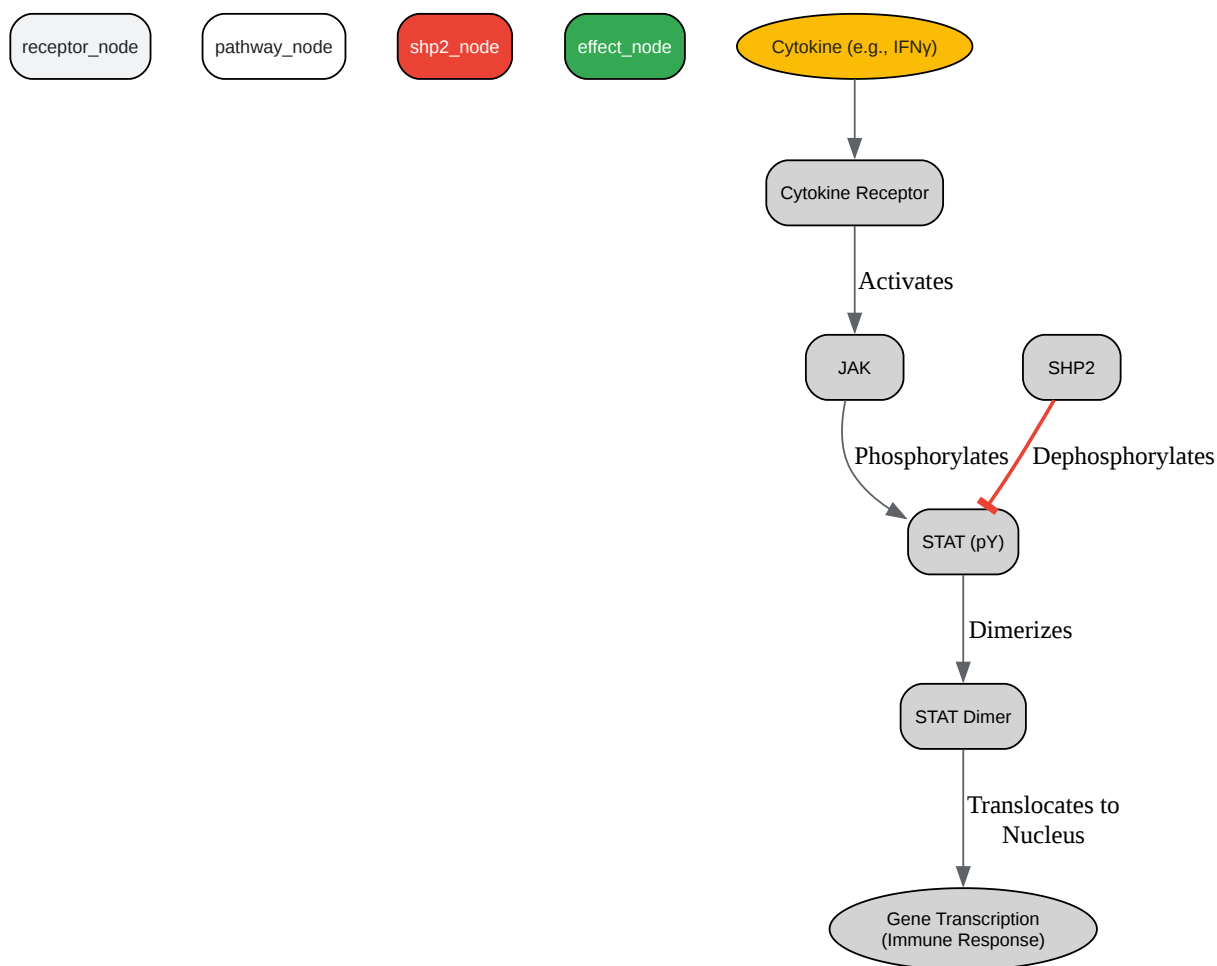 receptor_node
pathway_node
shp2_node
effect_node
Cytokine (e.g., IFNγ)
Cytokine Receptor
Activates
JAK
SHP2
Phosphorylates
Dephosphorylates
STAT (pY)
Dimerizes
STAT Dimer
Translocates to
Nucleus
Gene Transcription
(Immune Response)